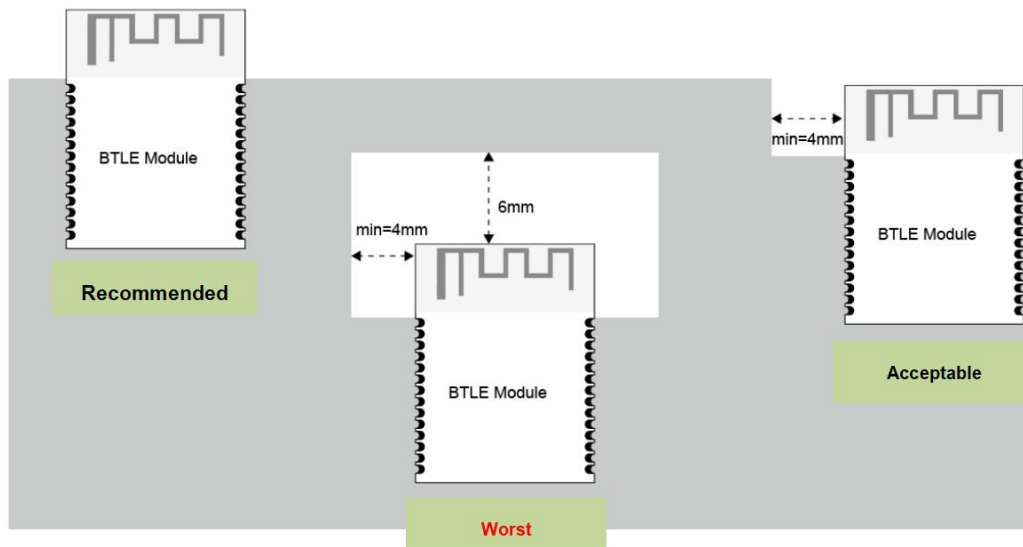 BTLE Module
Recommended
6mm
min=4mm
BTLE Module
Worst
min=4mm
BTLE Module
Acceptable